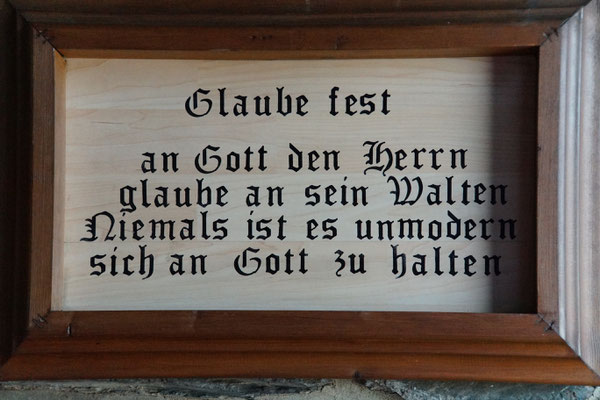 Glaube fest
an Gott den Herrn
glaube an sein Walten
Niemals ist es unmodern
sich an Gott zu halten